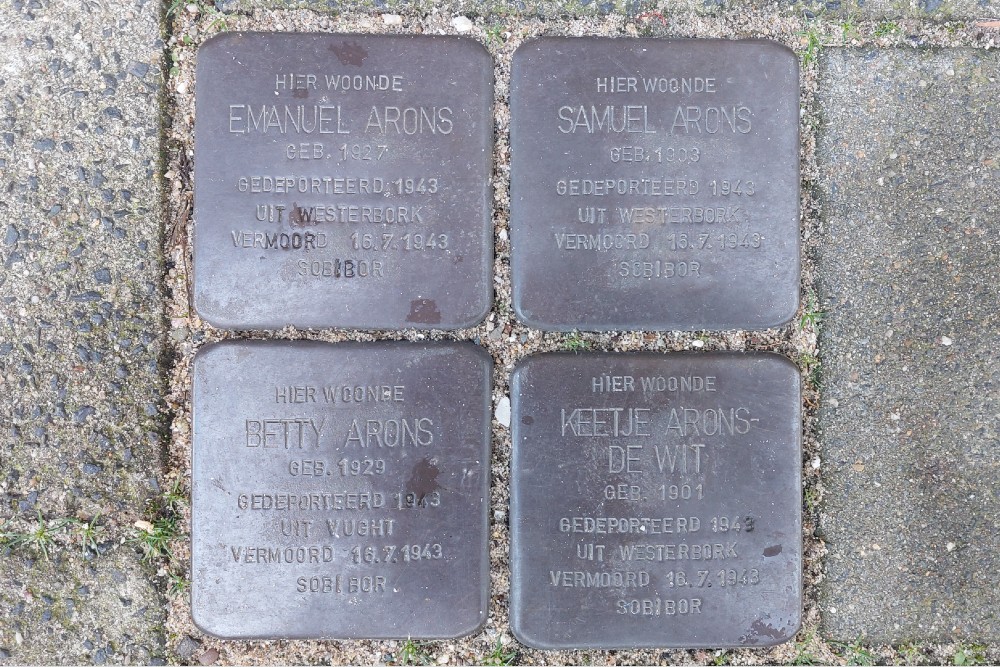 HIER WOONDE
EMANUEL ARONS
GEB. 1927
GEDEPORTEERD 1943
UIT WESTERBORK
VERMOORD 16.7.1943
SOBIBOR
HIER WOONDE
SAMUEL ARONS
GEB. 1903
GEDEPORTEERD 1943
UIT WESTERBORK
VERMOORD 16.7.1943
SOBIBOR
HIER WOONDE
BETTY ARONS
GEB. 1929
GEDEPORTEERD 1943
UIT VUGHT
VERMOORD 16.7.1943
SOBIBOR
HIER WOONDE
KEETJE ARONS-
DE WIT
GEB. 1901
GEDEPORTEERD 1943
UIT WESTERBORK
VERMOORD 16.7.1943
SOBIBOR